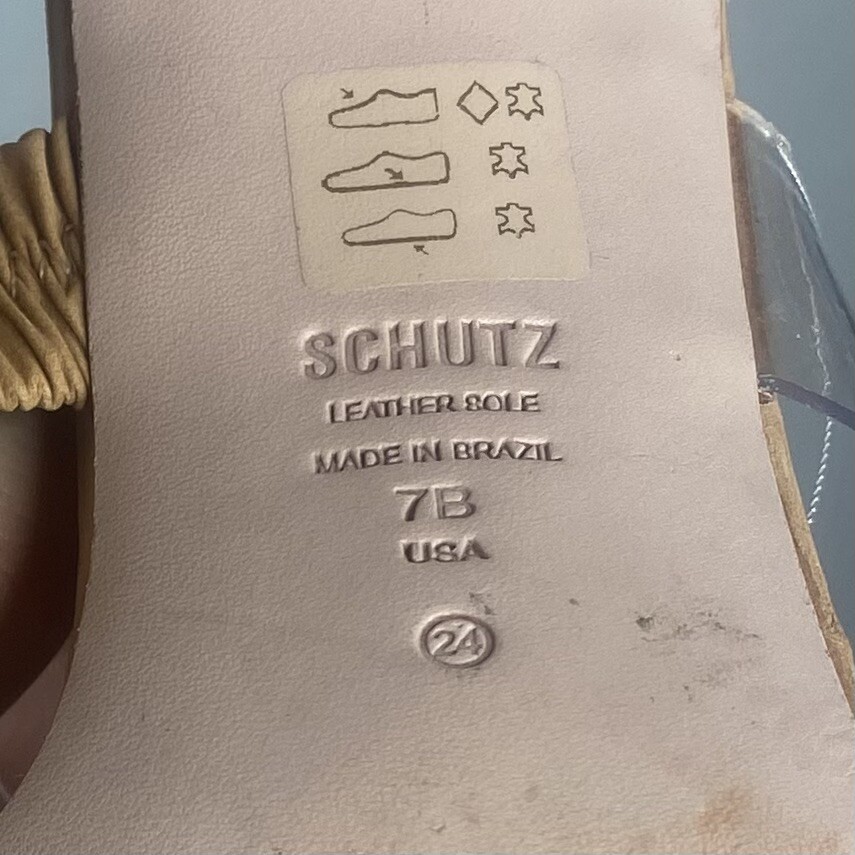 SCHUTZ
LEATHER SOLE
MADE IN BRAZIL
7B
USA
24